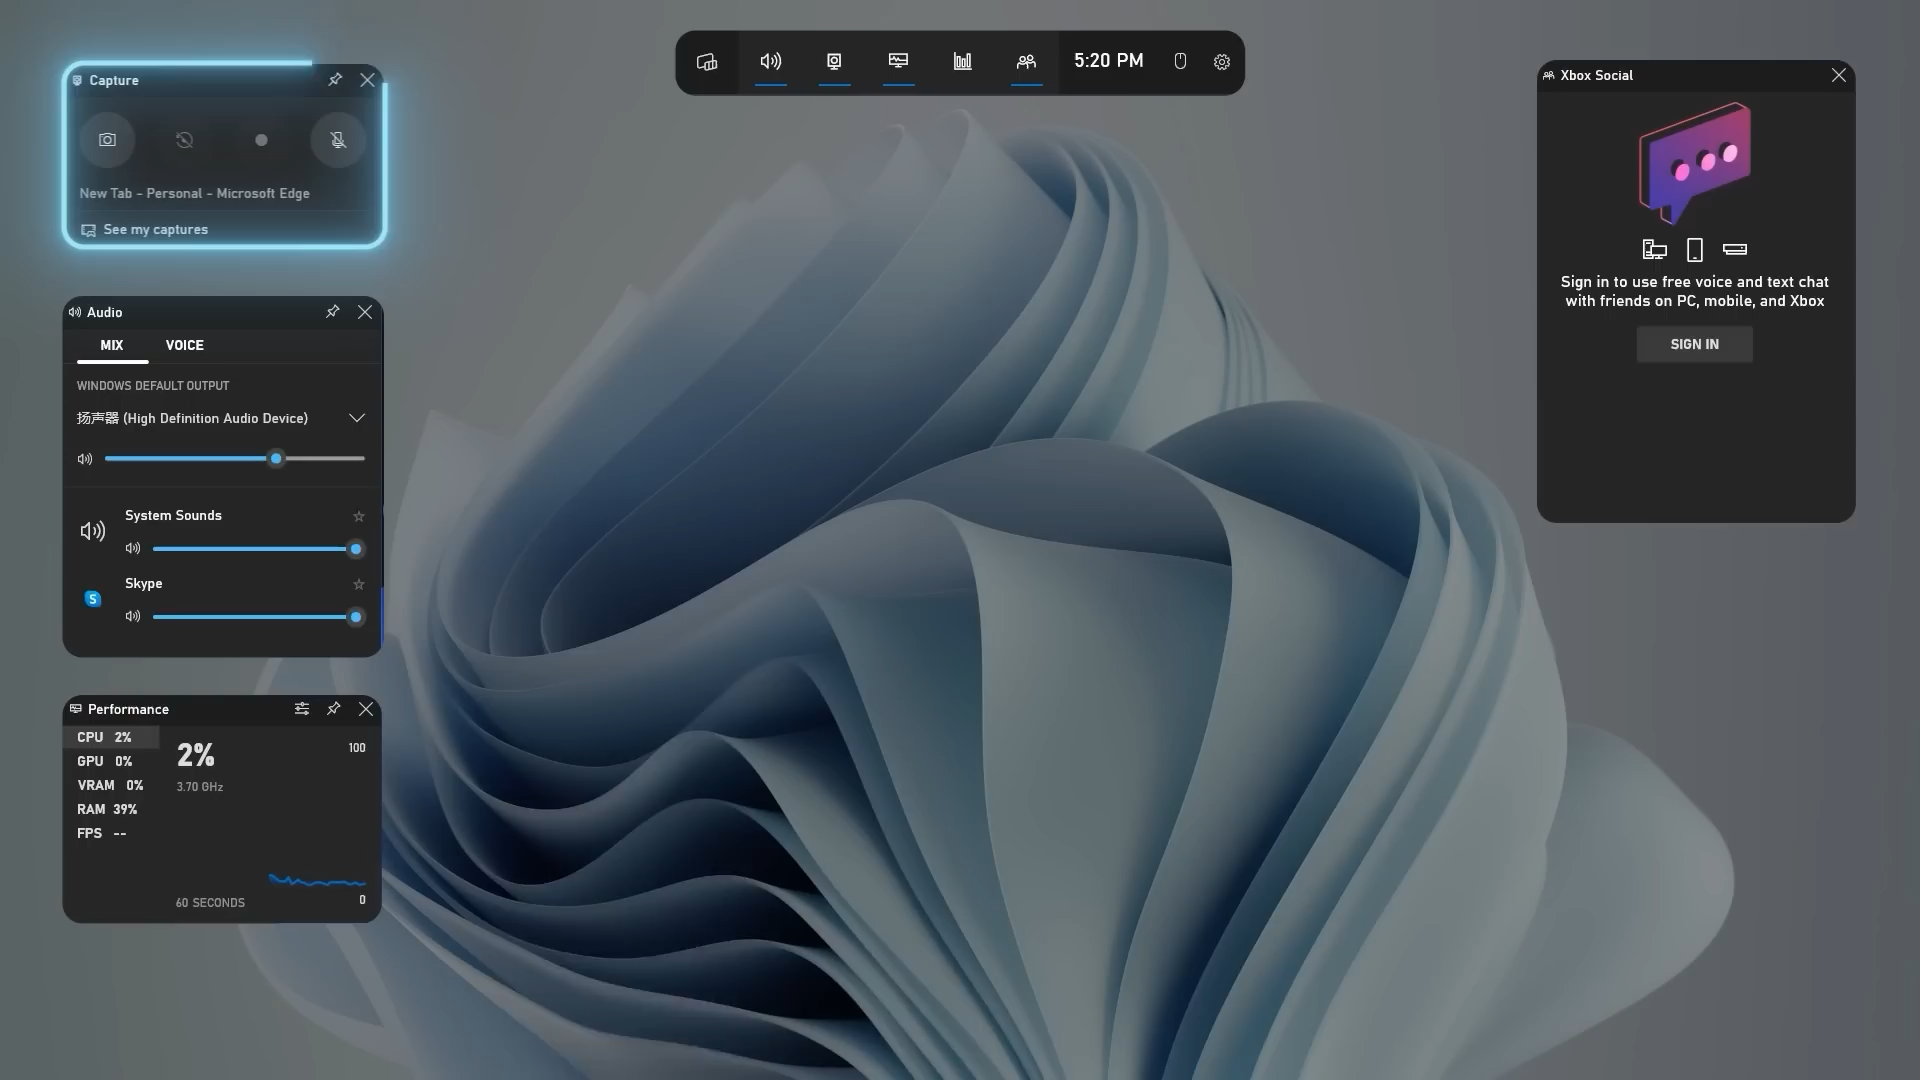 5:20 PM
Capture
New Tab - Personal - Microsoft Edge
See my captures
Audio
MIX VOICE
WINDOWS DEFAULT OUTPUT
扬声器 (High Definition Audio Device)
System Sounds
Skype
S
Performance
CPU 2%
GPU 0%
VRAM 0%
RAM 39%
FPS --
2%
3.70 GHz
100
60 SECONDS
0
Xbox Social
Sign in to use free voice and text chat
with friends on PC, mobile, and Xbox
SIGN IN